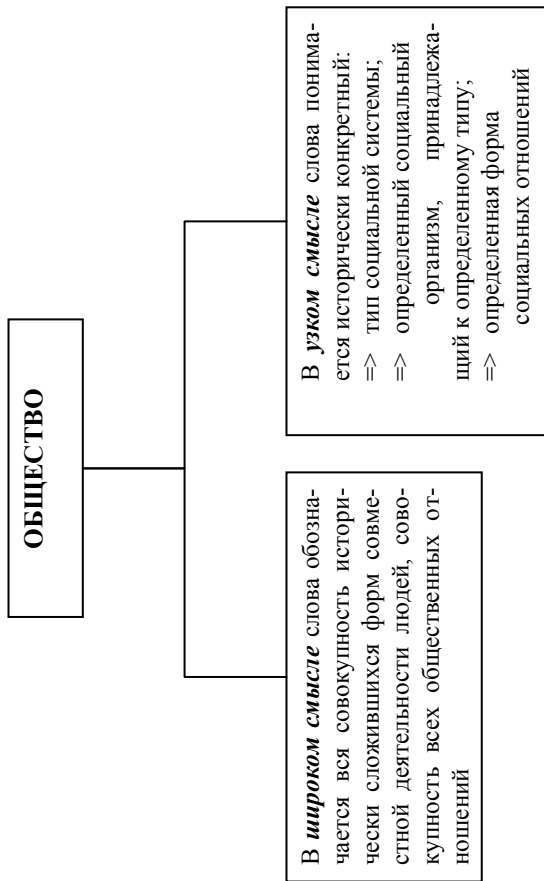 ОБЩЕСТВО
В широком смысле слова обозна-
чается вся совокупность истори-
чески сложившихся форм совме-
стной деятельности людей, сово-
купность всех общественных от-
ношений
В узком смысле слова понима-
ется исторически конкретный:
=> тип социальной системы;
=> определенный социальный
организм, принадлежа-
щий к определенному типу;
=> определенная форма
социальных отношений